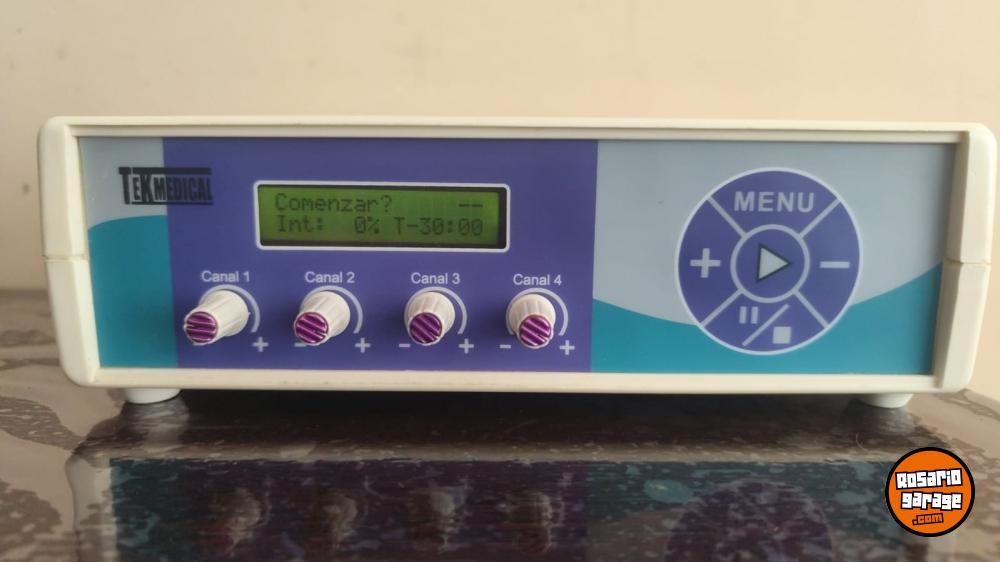 TEKMEDICAL
Comenzar? --
Int: 0% T-30:00
Canal 1 Canal 2 Canal 3 Canal 4
+ - + - + - +
MENU
+ -
Rosario
garage
.com